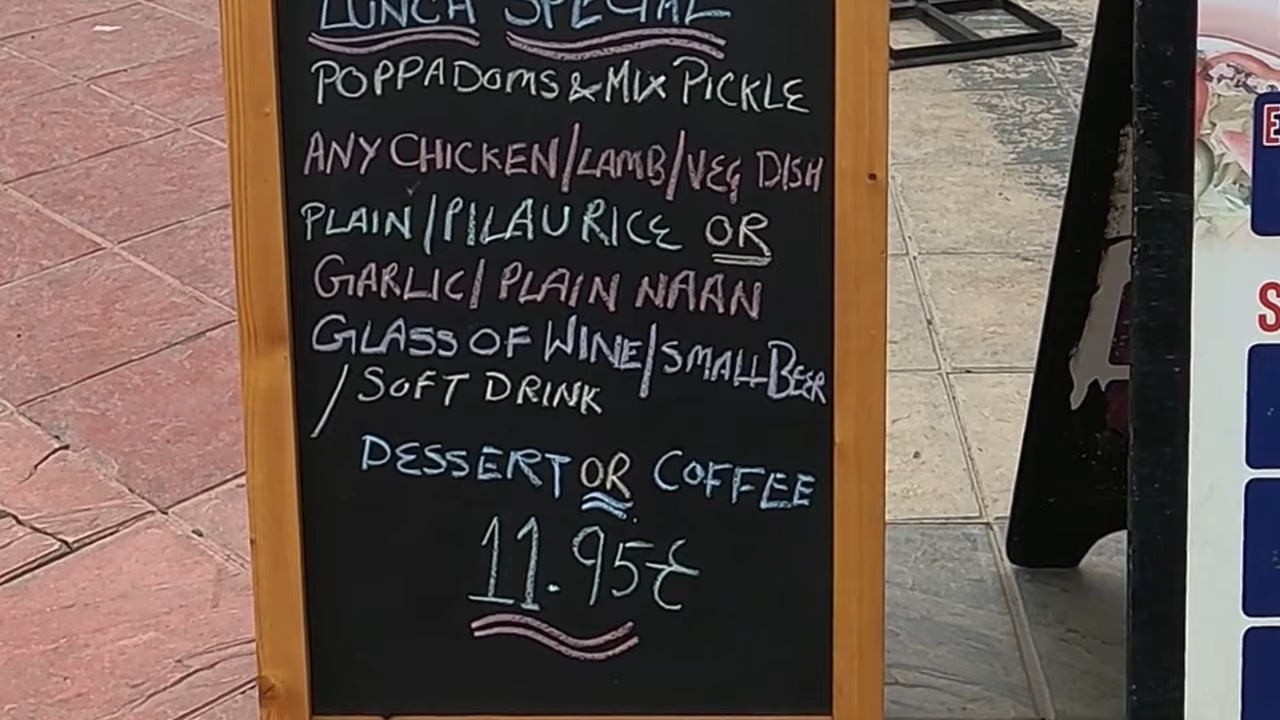 LUNCH SPECIAL
POPPADOMS & MIX PICKLE
ANY CHICKEN/LAMB/VEG DISH
PLAIN/PILAU RICE OR
GARLIC/PLAIN NAAN
GLASS OF WINE/SMALL BEER
/SOFT DRINK
DESSERT OR COFFEE
11.95€
S